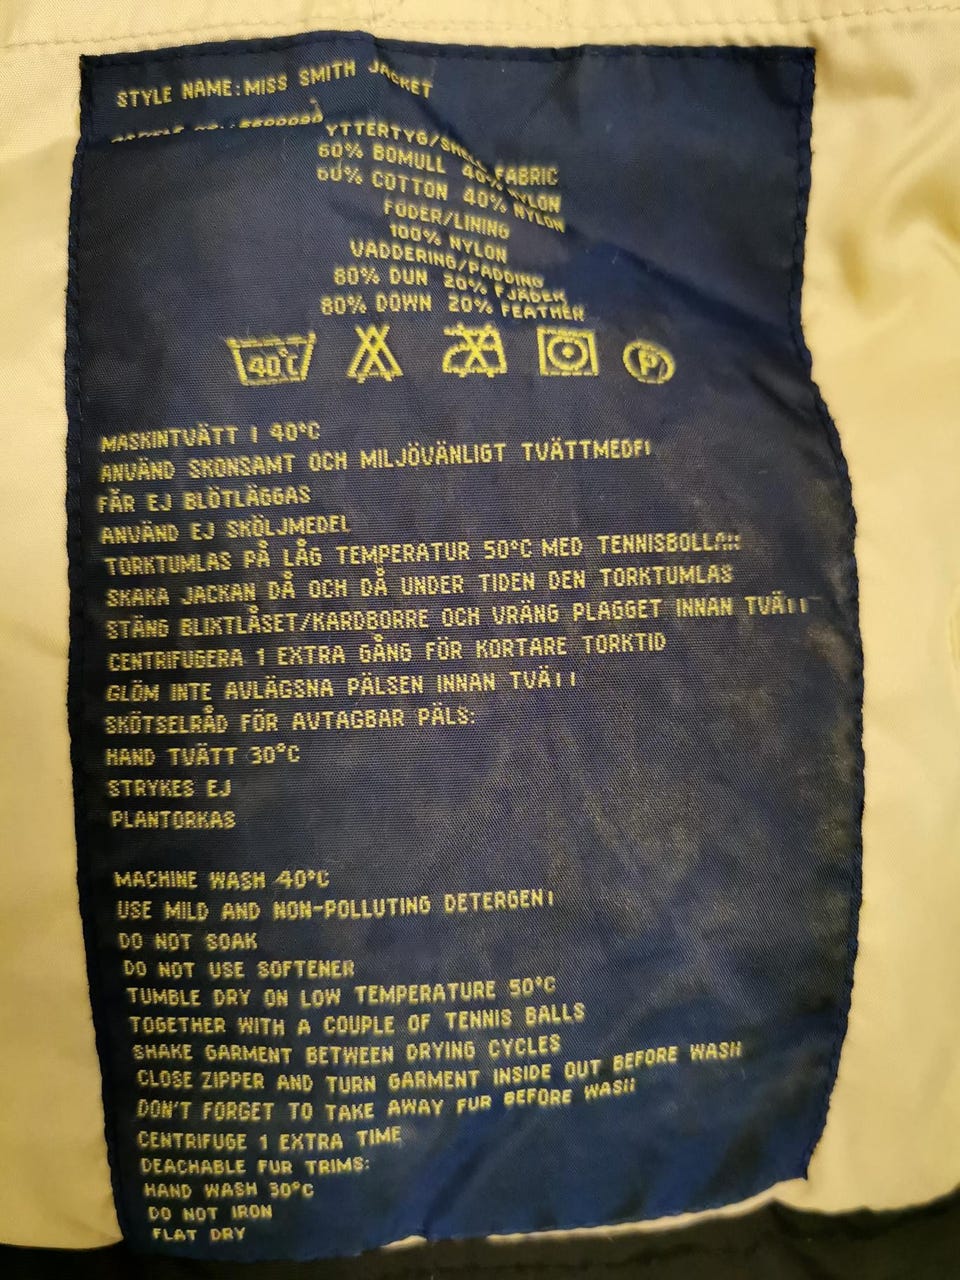 STYLE NAME:MISS SMITH JACKET
YTTERTYG/SHELL FABRIC
60% BOMULL 40% NYLON
60% COTTON 40% NYLON
FODER/LINING
100% NYLON
VADDERING/PADDING
80% DUN 20% FJÄDER
80% DOWN 20% FEATHER
40°C P
MASKINTVÄTT I 40°C
ANVÄND SKONSAMT OCH MILJÖVÄNLIGT TVÄTTMEDEL
FÅR EJ BLÖTLÄGGAS
ANVÄND EJ SKÖLJMEDEL
TORKTUMLAS PÅ LÅG TEMPERATUR 50°C MED TENNISBOLLAR
SKAKA JACKAN DÅ OCH DÅ UNDER TIDEN DEN TORKTUMLAS
STÄNG BLIXTLÅSET/KARDBORRE OCH VRÄNG PLAGGET INNAN TVÄTT
CENTRIFUGERA 1 EXTRA GÅNG FÖR KORTARE TORKTID
GLÖM INTE AVLÄGSNA PÄLSEN INNAN TVÄTT
SKÖTSELRÅD FÖR AVTAGBAR PÄLS:
HAND TVÄTT 30°C
STRYKES EJ
PLANTORKAS
MACHINE WASH 40°C
USE MILD AND NON-POLLUTING DETERGENT
DO NOT SOAK
DO NOT USE SOFTENER
TUMBLE DRY ON LOW TEMPERATURE 50°C
TOGETHER WITH A COUPLE OF TENNIS BALLS
SHAKE GARMENT BETWEEN DRYING CYCLES
CLOSE ZIPPER AND TURN GARMENT INSIDE OUT BEFORE WASH
DON'T FORGET TO TAKE AWAY FUR BEFORE WASH
CENTRIFUGE 1 EXTRA TIME
DEACHABLE FUR TRIMS:
HAND WASH 30°C
DO NOT IRON
FLAT DRY